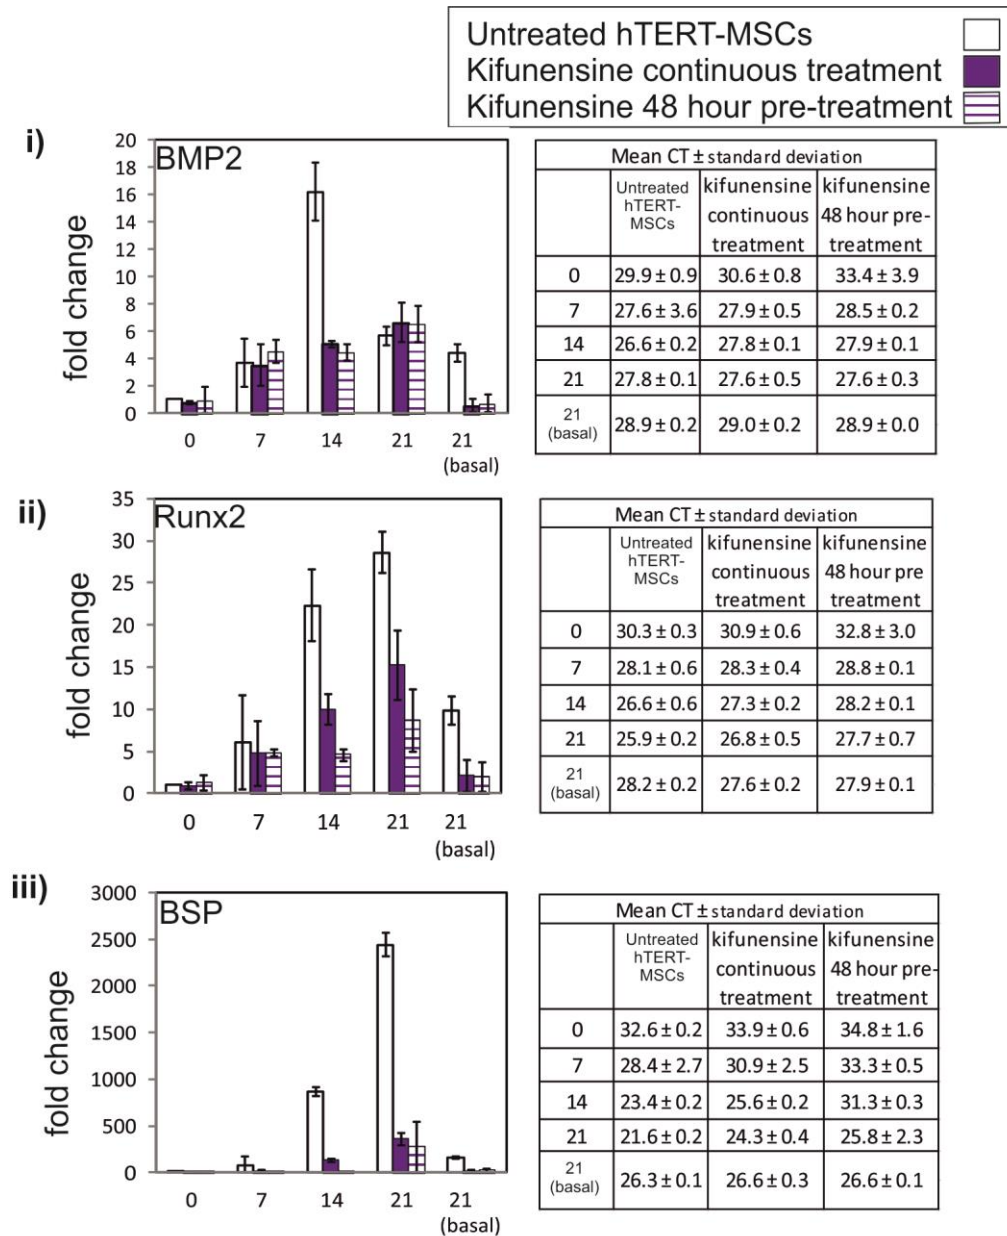 Untreated hTERT-MSCs
Kifunensine continuous treatment
Kifunensine 48 hour pre-treatment
i)
BMP2
fold change
20
18
16
14
12
10
8
6
4
2
0
0 7 14 21 21
(basal)
Mean CT ± standard deviation
Untreated hTERT-MSCs kifunensine continuous treatment kifunensine 48 hour pre-treatment
0 29.9 ± 0.9 30.6 ± 0.8 33.4 ± 3.9
7 27.6 ± 3.6 27.9 ± 0.5 28.5 ± 0.2
14 26.6 ± 0.2 27.8 ± 0.1 27.9 ± 0.1
21 27.8 ± 0.1 27.6 ± 0.5 27.6 ± 0.3
21 (basal) 28.9 ± 0.2 29.0 ± 0.2 28.9 ± 0.0
ii)
Runx2
fold change
35
30
25
20
15
10
5
0
0 7 14 21 21
(basal)
Mean CT ± standard deviation
Untreated hTERT-MSCs kifunensine continuous treatment kifunensine 48 hour pre treatment
0 30.3 ± 0.3 30.9 ± 0.6 32.8 ± 3.0
7 28.1 ± 0.6 28.3 ± 0.4 28.8 ± 0.1
14 26.6 ± 0.6 27.3 ± 0.2 28.2 ± 0.1
21 25.9 ± 0.2 26.8 ± 0.5 27.7 ± 0.7
21 (basal) 28.2 ± 0.2 27.6 ± 0.2 27.9 ± 0.1
iii)
BSP
fold change
3000
2500
2000
1000
500
0
0 7 14 21 21
(basal)
Mean CT ± standard deviation
Untreated hTERT-MSCs kifunensine continuous treatment kifunensine 48 hour pre-treatment
0 32.6 ± 0.2 33.9 ± 0.6 34.8 ± 1.6
7 28.4 ± 2.7 30.9 ± 2.5 33.3 ± 0.5
14 23.4 ± 0.2 25.6 ± 0.2 31.3 ± 0.3
21 21.6 ± 0.2 24.3 ± 0.4 25.8 ± 2.3
21 (basal) 26.3 ± 0.1 26.6 ± 0.3 26.6 ± 0.1